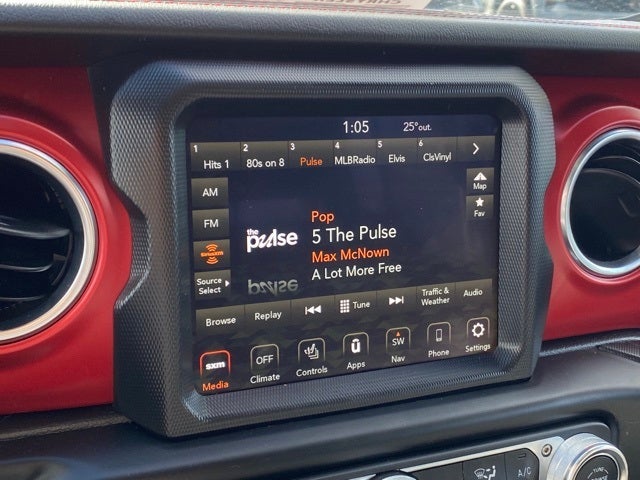 1:05 25°out.
1 2 3 4 5 6
Hits 1 80s on 8 Pulse MLBRadio Elvis ClsVinyl
AM
Map
FM
Fav
the pulse
Pop
5 The Pulse
Max McNown
A Lot More Free
siriusxm
Source
Select
Browse Replay Tune Traffic &
Weather Audio
sxm OFF ü SW
Media Climate Controls Apps Nav Phone Settings
A/C
TUNE